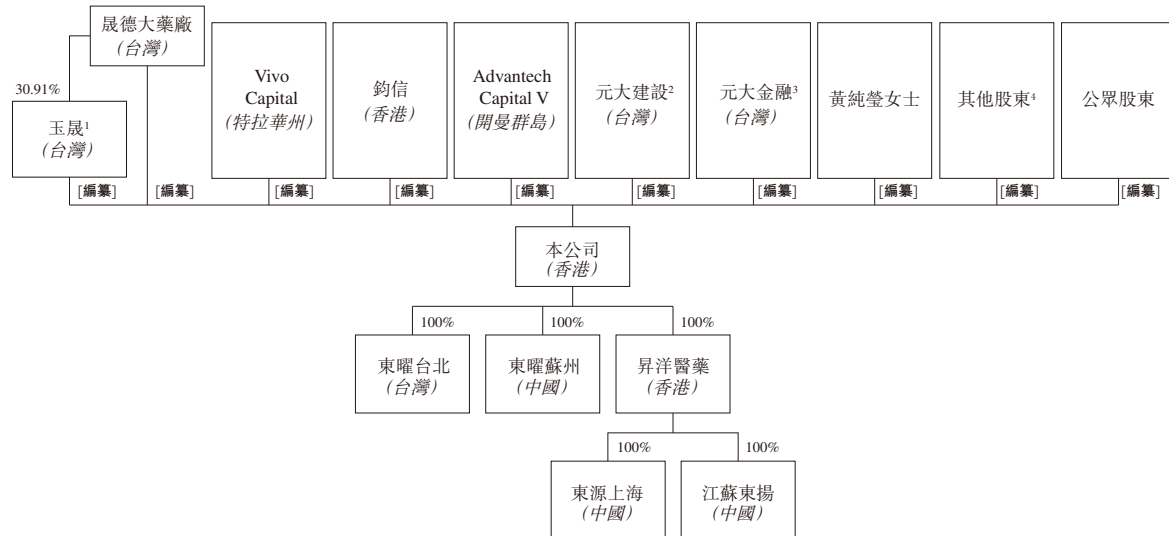 晟德大藥廠
(台灣)
30.91%
玉晟¹
(台灣)
Vivo
Capital
(特拉華州)
鈞信
(香港)
Advantech
Capital V
(開曼群島)
元大建設²
(台灣)
元大金融³
(台灣)
黃純瑩女士
其他股東⁴
公眾股東
[編纂]
[編纂]
[編纂]
[編纂]
[編纂]
[編纂]
[編纂]
[編纂]
[編纂]
[編纂]
本公司
(香港)
100%
100%
100%
東曜台北
(台灣)
東曜蘇州
(中國)
昇洋醫藥
(香港)
100%
100%
東源上海
(中國)
江蘇東揚
(中國)